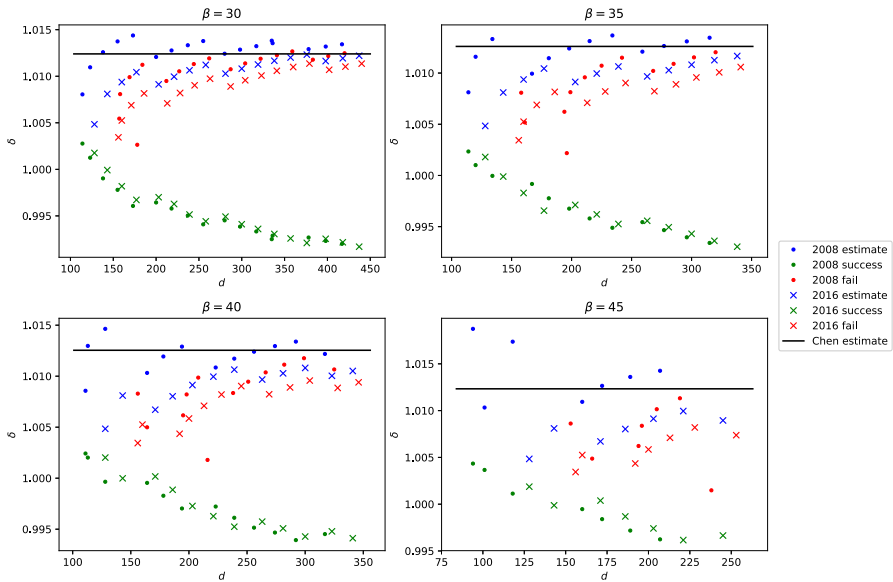 β = 30
1.015
1.010
1.005
1.000
0.995
δ
100 150 200 250 300 350 400 450
d
β = 35
1.015
1.010
1.005
1.000
0.995
δ
100 150 200 250 300 350
d
β = 40
1.015
1.010
1.005
1.000
0.995
δ
100 150 200 250 300 350
d
β = 45
1.020
1.015
1.010
1.005
1.000
0.995
δ
75 100 125 150 175 200 225 250
d
2008 estimate
2008 success
2008 fail
2016 estimate
2016 success
2016 fail
Chen estimate